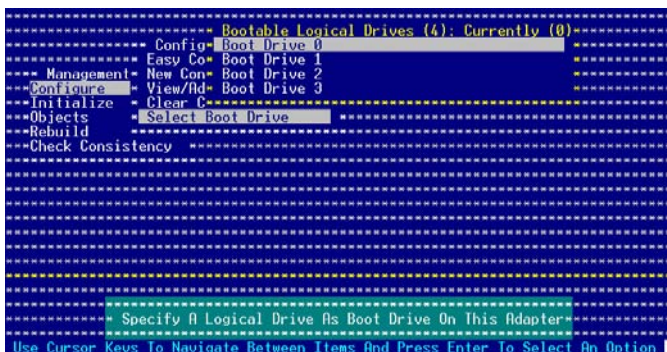 Bootable Logical Drives (4): Currently (0)
Config
Boot Drive 0
Easy Co
Boot Drive 1
Management
New Con
Boot Drive 2
Configure
View/Ad
Boot Drive 3
Initialize
Clear C
Objects
Select Boot Drive
Rebuild
Check Consistency
Specify A Logical Drive As Boot Drive On This Adapter
Use Cursor Keys To Navigate Between Items And Press Enter To Select An Option